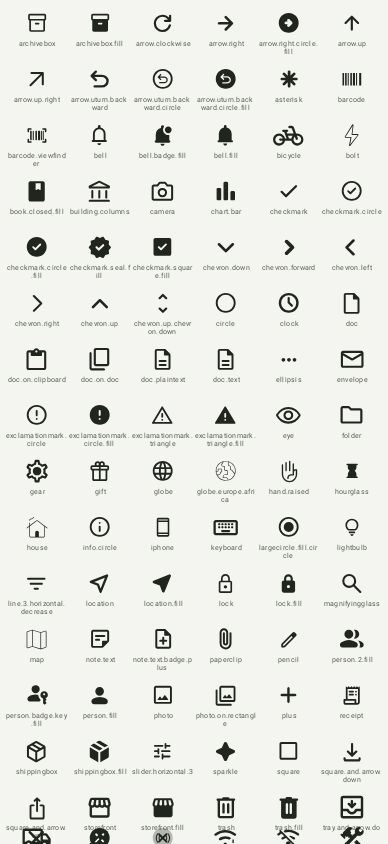 archivebox archivebox.fill arrow.clockwise arrow.right arrow.right.circle. arrow.up
fill
arrow.up.right arrow.uturn.back arrow.uturn.back arrow.uturn.back asterisk barcode
ward ward.circle ward.circle.fill
barcode.viewfind bell bell.badge.fill bell.fill bicycle bolt
er
book.closed.fill building.columns camera chart.bar checkmark checkmark.circle
checkmark.circle checkmark.seal.f checkmark.squar chevron.down chevron.forward chevron.left
.fill ill e.fill
chevron.right chevron.up chevron.up.chevr circle clock doc
on.down
doc.on.clipboard doc.on.doc doc.plaintext doc.text ellipsis envelope
exclamationmark. exclamationmark. exclamationmark. exclamationmark. eye folder
circle circle.fill triangle triangle.fill
gear gift globe globe.europe.afri hand.raised hourglass
ca
house info.circle iphone keyboard largecircle.fill.cir lightbulb
cle
line.3.horizontal. location location.fill lock lock.fill magnifyingglass
decrease
map note.text note.text.badge.p paperclip pencil person.2.fill
lus
person.badge.key person.fill photo photo.on.rectangl plus receipt
.fill e
shippingbox shippingbox.fill slider.horizontal.3 sparkle square square.and.arrow.
down
square.and.arrow. storefront storefront.fill trash trash.fill tray.and.arrow.do